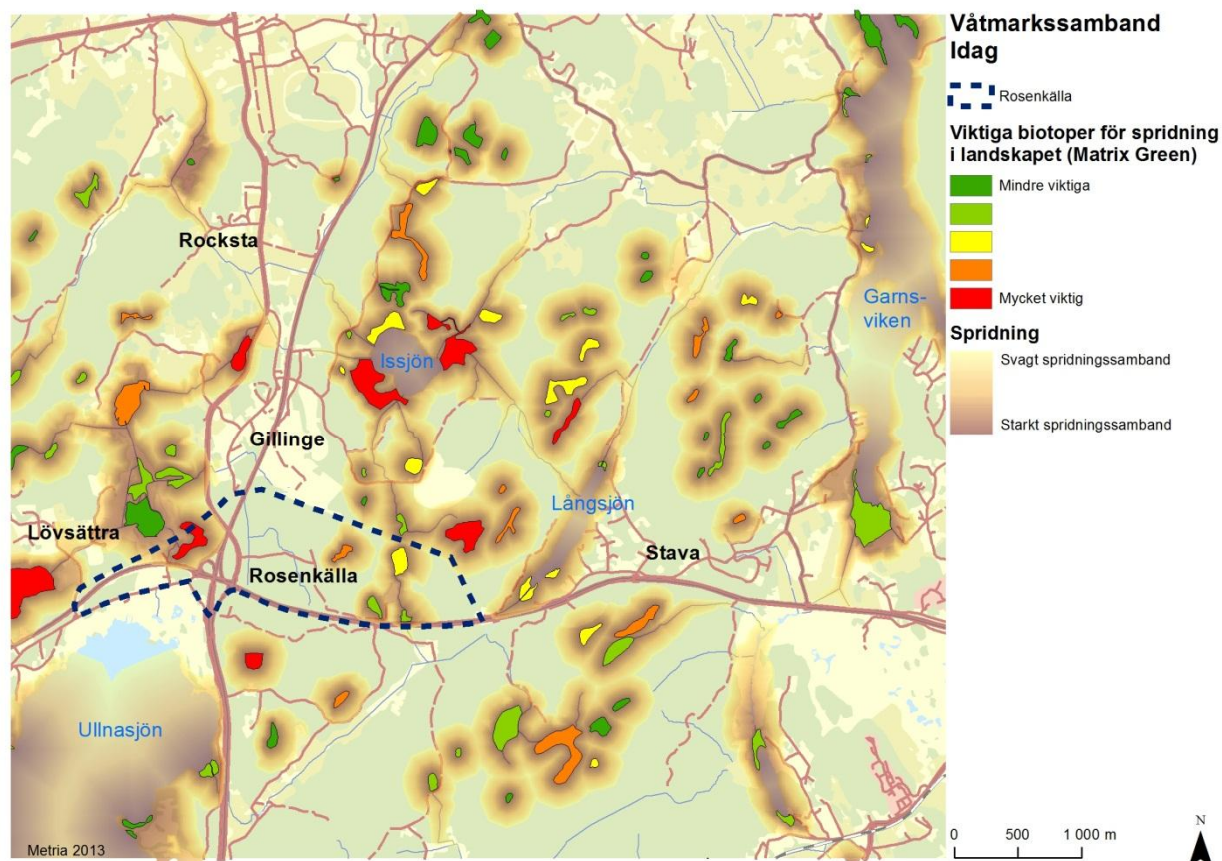 Våtmarkssamband
Idag
Rosenkälla
Viktiga biotoper för spridning
i landskapet (Matrix Green)
Mindre viktiga
Mycket viktig
Spridning
Svagt spridningssamband
Starkt spridningssamband
Rocksta
Garns-
viken
Issjön
Gillinge
Långsjön
Lövsättra
Stava
Rosenkälla
Ullnasjön
Metria 2013
N
0 500 1 000 m